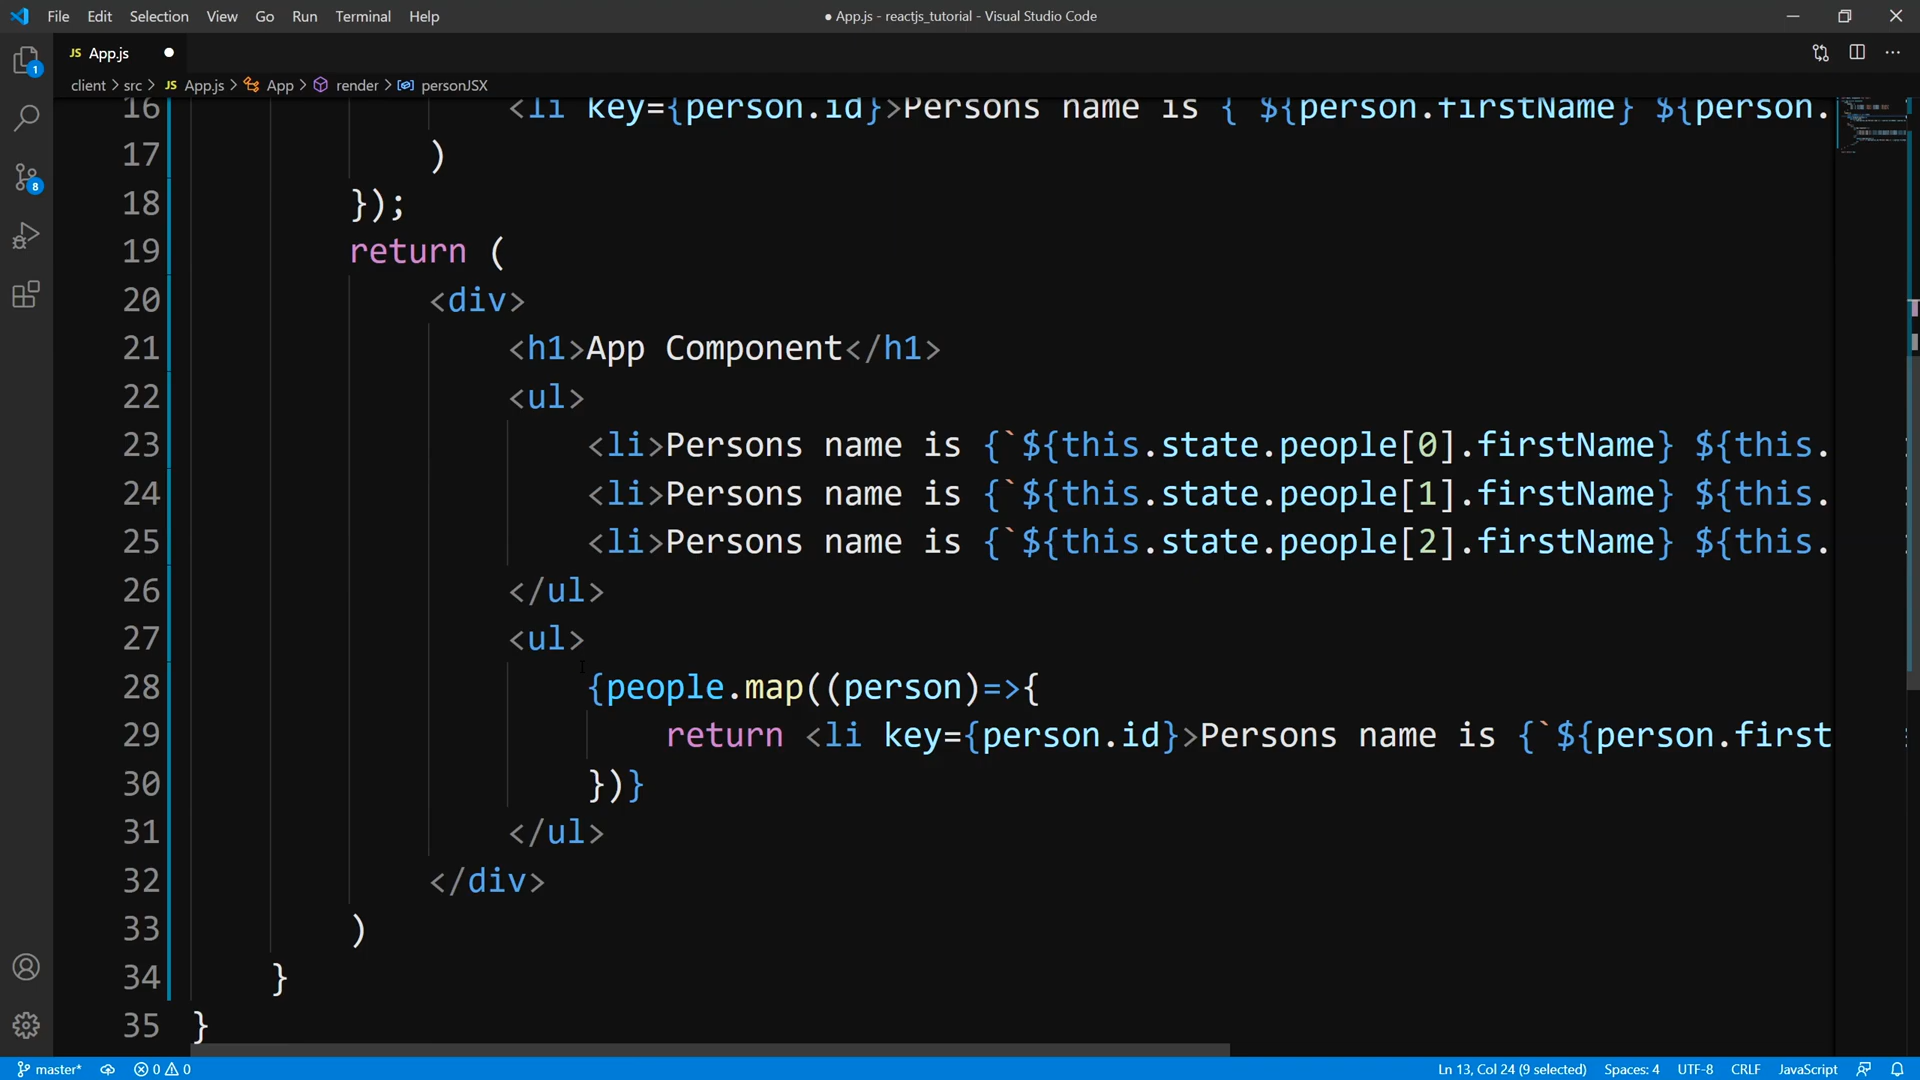 File Edit Selection View Go Run Terminal Help
● App.js - reactjs_tutorial - Visual Studio Code
1
8
JS App.js
client > src > JS App.js > App > render > personJSX
16 <li key={person.id}>Persons name is { ${person.firstName} ${person.
17 )
18 });
19 return (
20 <div>
21 <h1>App Component</h1>
22 <ul>
23 <li>Persons name is {`${this.state.people[0].firstName} ${this.
24 <li>Persons name is {`${this.state.people[1].firstName} ${this.
25 <li>Persons name is {`${this.state.people[2].firstName} ${this.
26 </ul>
27 <ul>
28 {people.map((person)=>{
29 return <li key={person.id}>Persons name is {`${person.first
30 })}
31 </ul>
32 </div>
33 )
34 }
35 }
master* 0 0 Ln 13, Col 24 (9 selected) Spaces: 4 UTF-8 CRLF JavaScript